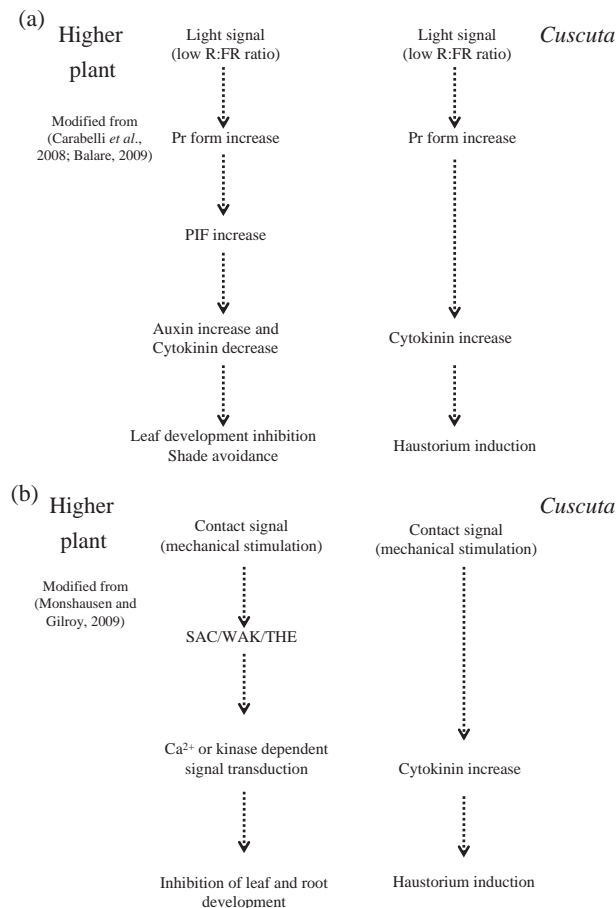 (a)
Higher
plant
Modified from
(Carabelli et al.,
2008; Balare, 2009)
Light signal
(low R:FR ratio)
Pr form increase
PIF increase
Auxin increase and
Cytokinin decrease
Leaf development inhibition
Shade avoidance
Cuscuta
Light signal
(low R:FR ratio)
Pr form increase
Cytokinin increase
Haustorium induction
(b)
Higher
plant
Modified from
(Monshausen and
Gilroy, 2009)
Contact signal
(mechanical stimulation)
SAC/WAK/THE
Ca²⁺ or kinase dependent
signal transduction
Inhibition of leaf and root
development
Cuscuta
Contact signal
(mechanical stimulation)
Cytokinin increase
Haustorium induction